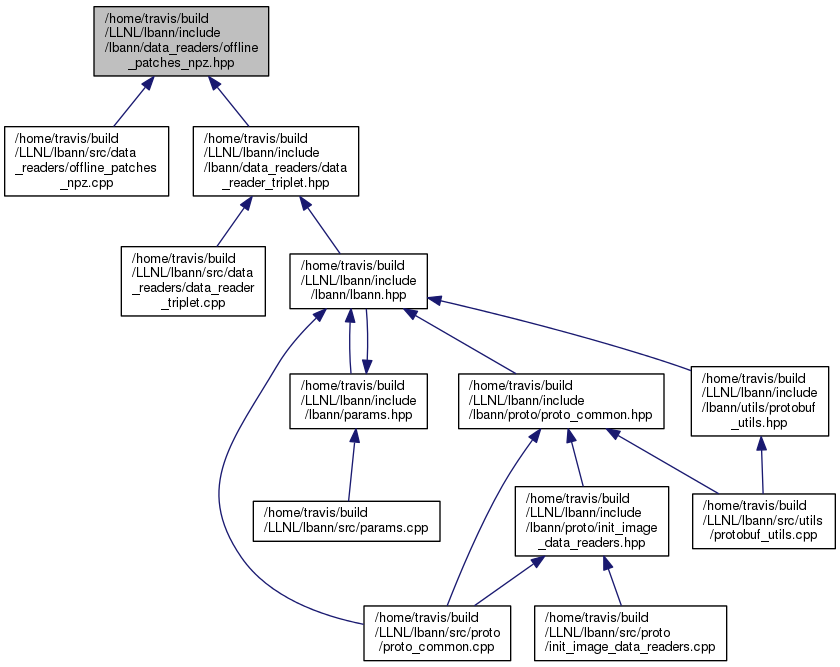 /home/travis/build
/LLNL/lbann/include
/lbann/data_readers/offline
_patches_npz.hpp
/home/travis/build
/LLNL/lbann/src/data
_readers/offline_patches
_npz.cpp
/home/travis/build
/LLNL/lbann/include
/lbann/data_readers/data
_reader_triplet.hpp
/home/travis/build
/LLNL/lbann/src/data
_readers/data_reader
_triplet.cpp
/home/travis/build
/LLNL/lbann/include
/lbann/lbann.hpp
/home/travis/build
/LLNL/lbann/include
/lbann/params.hpp
/home/travis/build
/LLNL/lbann/include
/lbann/proto/proto_common.hpp
/home/travis/build
/LLNL/lbann/include
/lbann/utils/protobuf
_utils.hpp
/home/travis/build
/LLNL/lbann/src/params.cpp
/home/travis/build
/LLNL/lbann/include
/lbann/proto/init_image
_data_readers.hpp
/home/travis/build
/LLNL/lbann/src/utils
/protobuf_utils.cpp
/home/travis/build
/LLNL/lbann/src/proto
/proto_common.cpp
/home/travis/build
/LLNL/lbann/src/proto
/init_image_data_readers.cpp